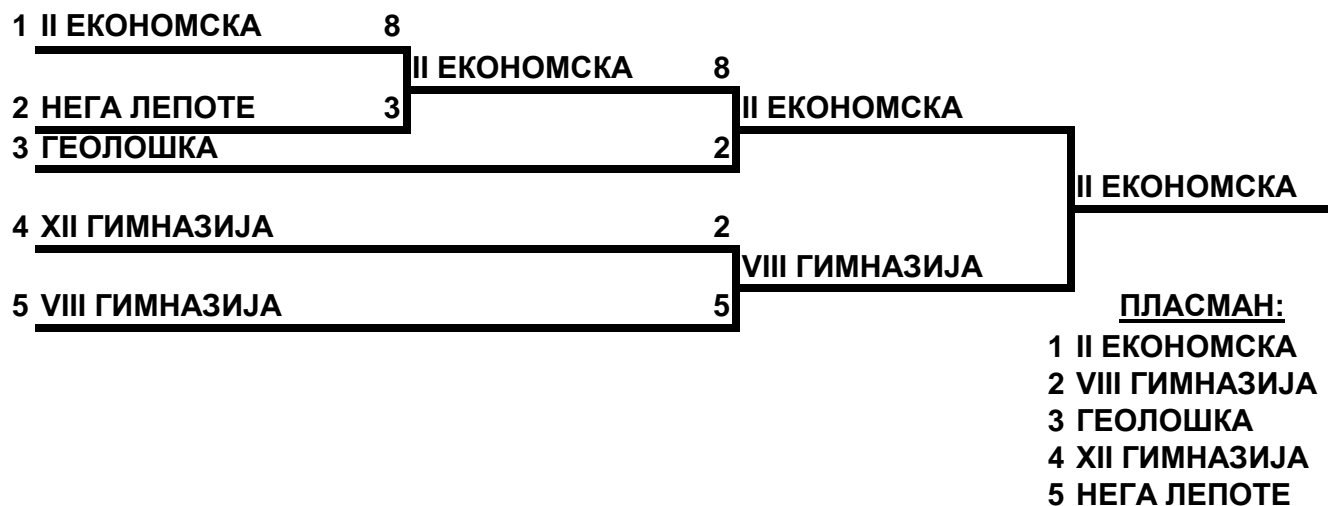 1 II ЕКОНОМСКА 8
II ЕКОНОМСКА 8
2 НЕГА ЛЕПОТЕ 3
II ЕКОНОМСКА
3 ГЕОЛОШКА 2
II ЕКОНОМСКА
4 XII ГИМНАЗИЈА 2
VIII ГИМНАЗИЈА
5 VIII ГИМНАЗИЈА 5
ПЛАСМАН:
1 II ЕКОНОМСКА
2 VIII ГИМНАЗИЈА
3 ГЕОЛОШКА
4 XII ГИМНАЗИЈА
5 НЕГА ЛЕПОТЕ